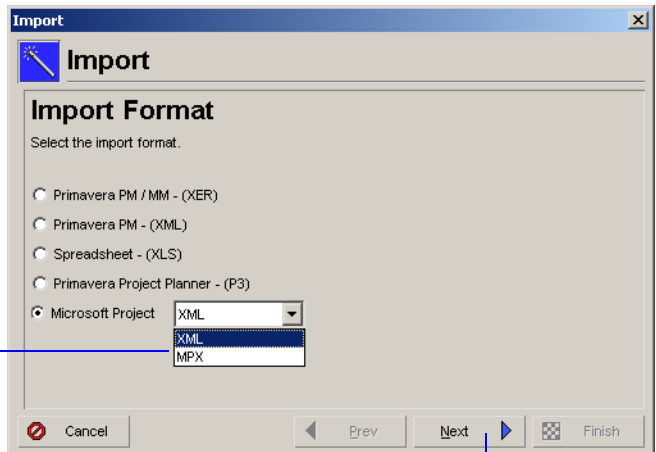 Import
Import
Import Format
Select the import format.
Primavera PM / MM - (XER)
Primavera PM - (XML)
Spreadsheet - (XLS)
Primavera Project Planner - (P3)
Microsoft Project XML
XML
MPX
Cancel Prev Next Finish